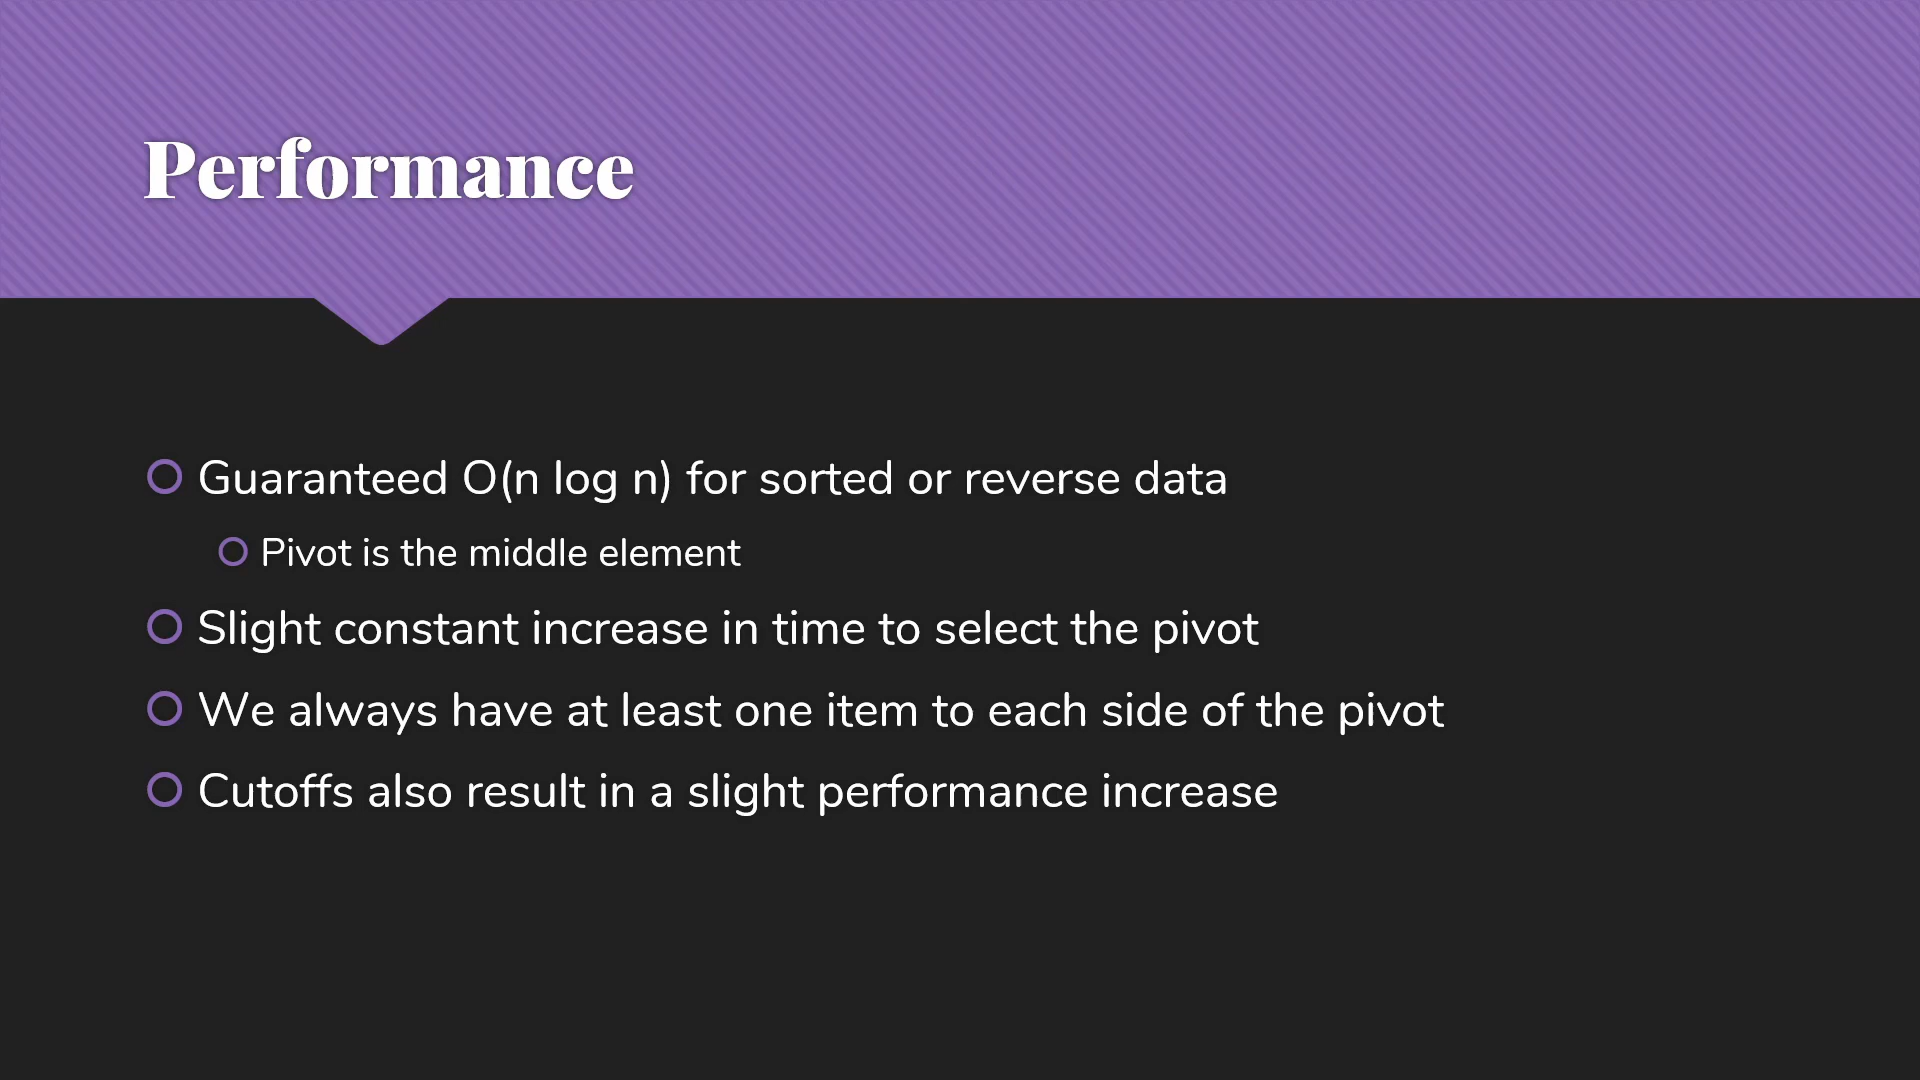 Performance
Guaranteed O(n log n) for sorted or reverse data
Pivot is the middle element
Slight constant increase in time to select the pivot
We always have at least one item to each side of the pivot
Cutoffs also result in a slight performance increase